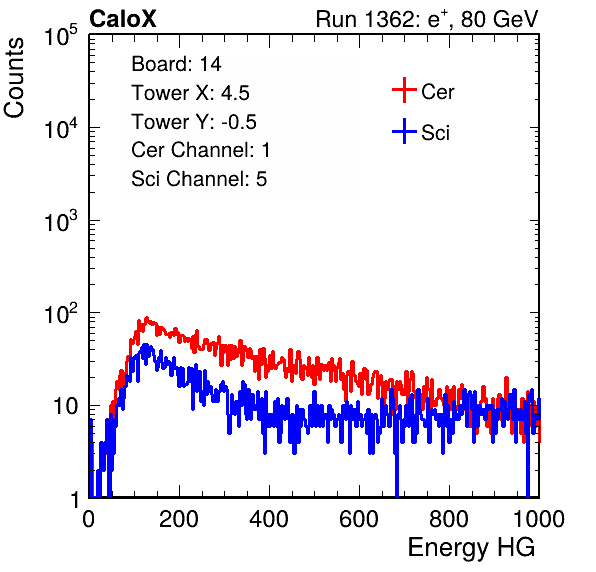 CaloX Run 1362: e⁺, 80 GeV
Counts
Board: 14
Tower X: 4.5
Tower Y: -0.5
Cer Channel: 1
Sci Channel: 5
Cer
Sci
10⁵
10⁴
10³
10²
10
1
0 200 400 600 800 1000
Energy HG